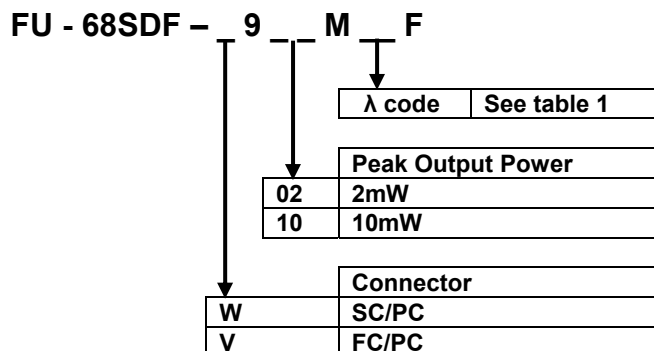 FU - 68SDF – _ 9 _ _ M __ F
λ code See table 1
Peak Output Power
02 2mW
10 10mW
Connector
W SC/PC
V FC/PC